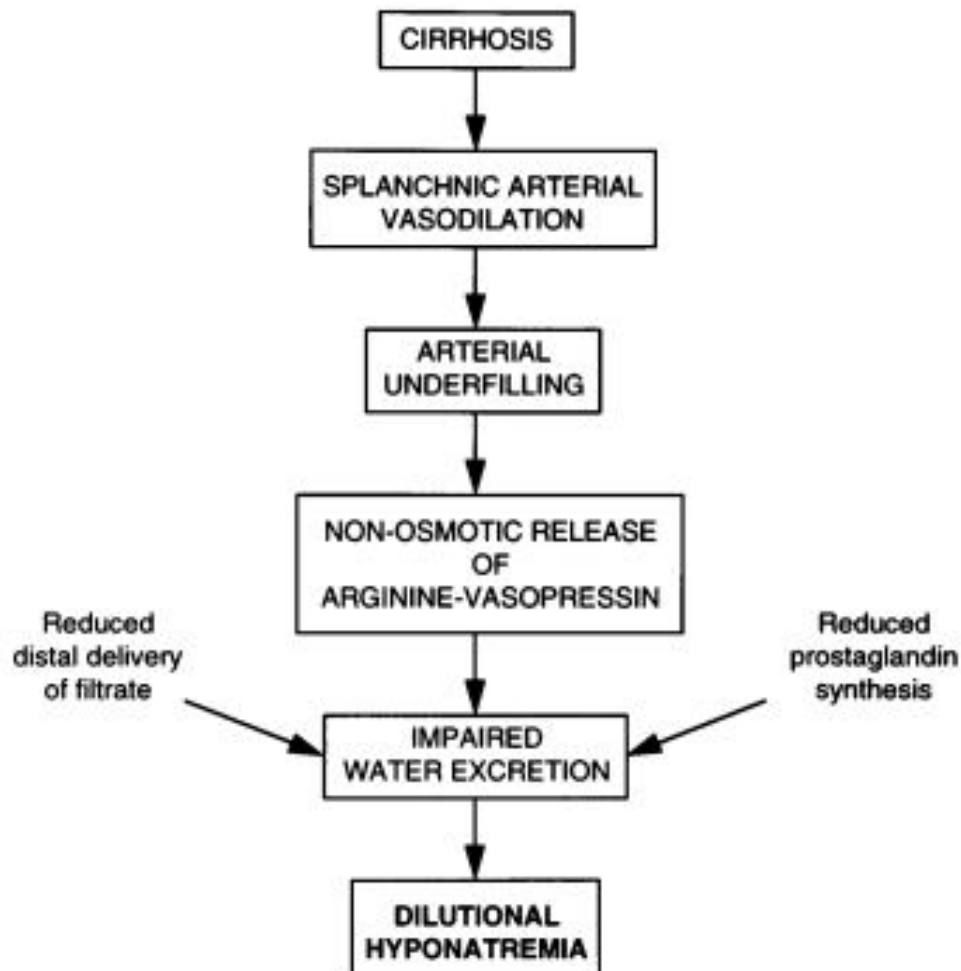 CIRRHOSIS
SPLANCHNIC ARTERIAL
VASODILATION
ARTERIAL
UNDERFILLING
NON-OSMOTIC RELEASE
OF
ARGININE-VASOPRESSIN
Reduced
distal delivery
of filtrate
Reduced
prostaglandin
synthesis
IMPAIRED
WATER EXCRETION
DILUTIONAL
HYPONATREMIA